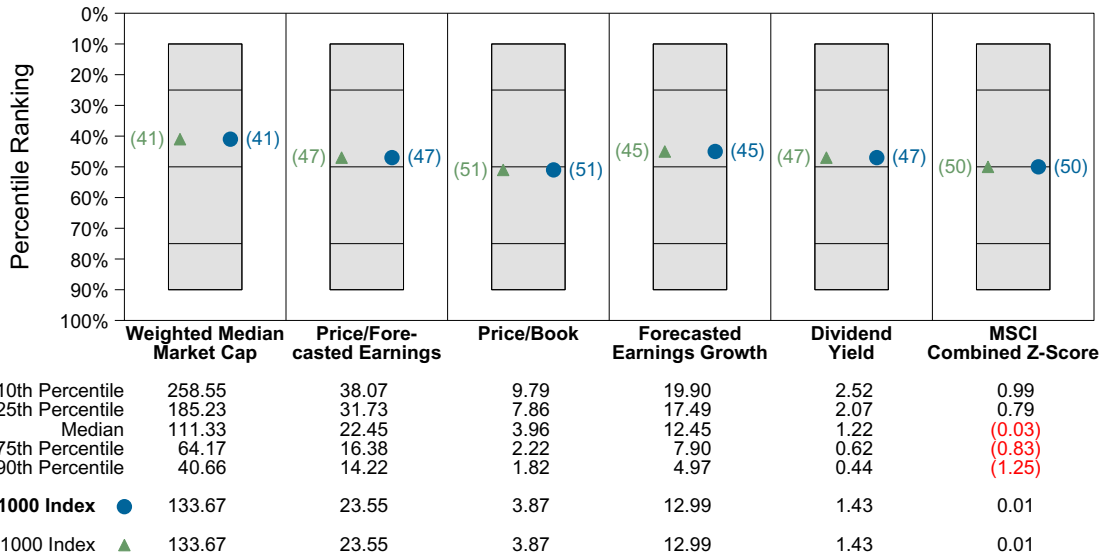 0%
10%
20%
30%
40%
50%
60%
70%
80%
90%
100%
Percentile Ranking
(41) (41)
(47) (47)
(51) (51)
(45) (45)
(47) (47)
(50) (50)
Weighted Median
Market Cap
Price/Fore-
casted Earnings
Price/Book
Forecasted
Earnings Growth
Dividend
Yield
MSCI
Combined Z-Score
10th Percentile 258.55 38.07 9.79 19.90 2.52 0.99
25th Percentile 185.23 31.73 7.86 17.49 2.07 0.79
Median 111.33 22.45 3.96 12.45 1.22 (0.03)
75th Percentile 64.17 16.38 2.22 7.90 0.62 (0.83)
90th Percentile 40.66 14.22 1.82 4.97 0.44 (1.25)
1000 Index 133.67 23.55 3.87 12.99 1.43 0.01
1000 Index 133.67 23.55 3.87 12.99 1.43 0.01